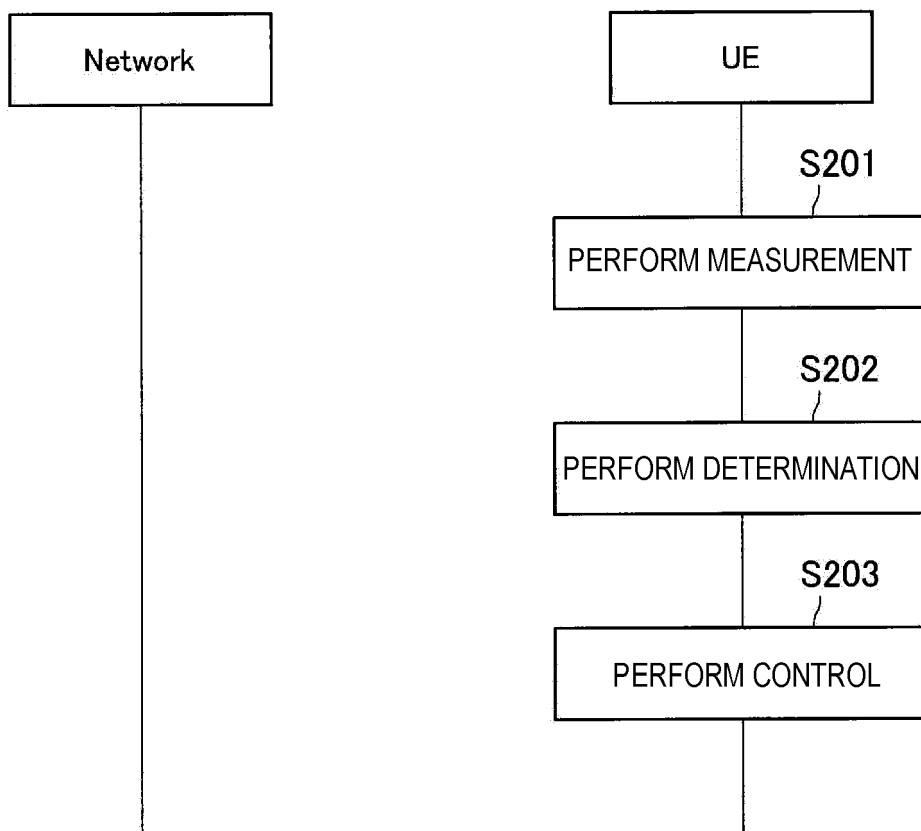 Network
UE
S201
PERFORM MEASUREMENT
S202
PERFORM DETERMINATION
S203
PERFORM CONTROL